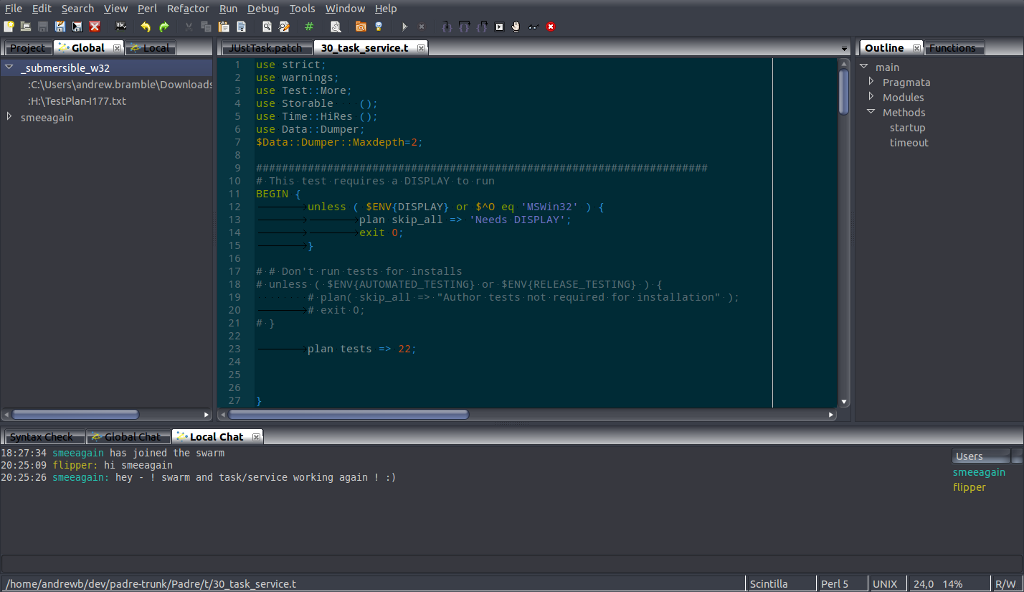 File Edit Search View Perl Refactor Run Debug Tools Window Help
Project Global Local
JUstTask.patch 30_task_service.t
Outline Functions
_submersible_w32
:C:\Users\andrew.bramble\Downloads
:H:\TestPlan-I177.txt
smeeagain
1 use strict;
2 use warnings;
3 use Test::More;
4 use Storable ();
5 use Time::HiRes ();
6 use Data::Dumper;
7 $Data::Dumper::Maxdepth=2;
8
9 ######################################################################
10 # This test requires a DISPLAY to run
11 BEGIN {
12 unless ( $ENV{DISPLAY} or $^O eq 'MSWin32' ) {
13 plan skip_all => 'Needs DISPLAY';
14 exit 0;
15 }
16
17 # # Don't run tests for installs
18 # unless ( $ENV{AUTOMATED_TESTING} or $ENV{RELEASE_TESTING} ) {
19 # plan( skip_all => "Author tests not required for installation" );
20 # exit 0;
21 # }
22
23 plan tests => 22;
24
25
26
27 }
main
Pragmata
Modules
Methods
startup
timeout
Syntax Check Global Chat Local Chat
18:27:34 smeeagain has joined the swarm
20:25:09 flipper: hi smeeagain
20:25:26 smeeagain: hey - ! swarm and task/service working again ! :)
Users
smeeagain
flipper
/home/andrewb/dev/padre-trunk/Padre/t/30_task_service.t Scintilla Perl 5 UNIX 24,0 14% R/W